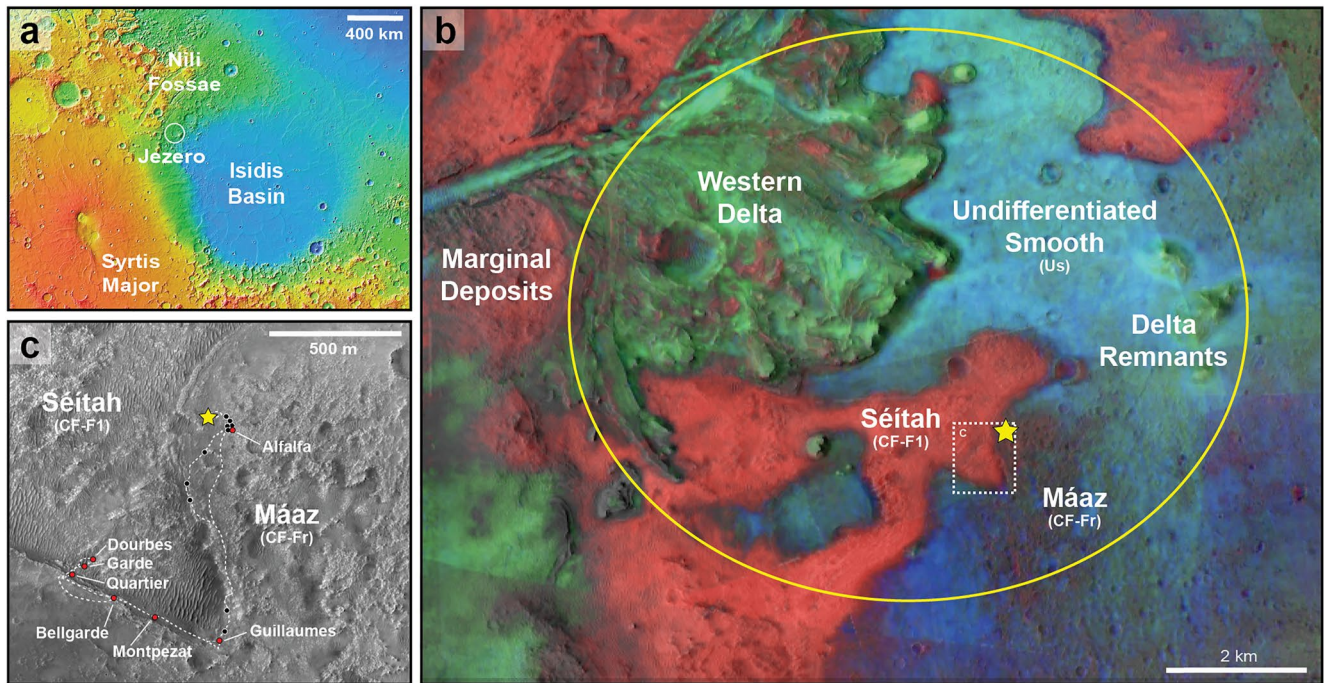 a
400 km
Nili
Fossae
Jezero
Isidis
Basin
Syrtis
Major
b
Western
Delta
Undifferentiated
Smooth
(Us)
Marginal
Deposits
Delta
Remnants
Séítah
(CF-F1)
c
Máaz
(CF-Fr)
2 km
c
500 m
Séítah
(CF-F1)
Alfalfa
Máaz
(CF-Fr)
Dourbes
Garde
Quartier
Bellgarde
Montpezat
Guillaumes